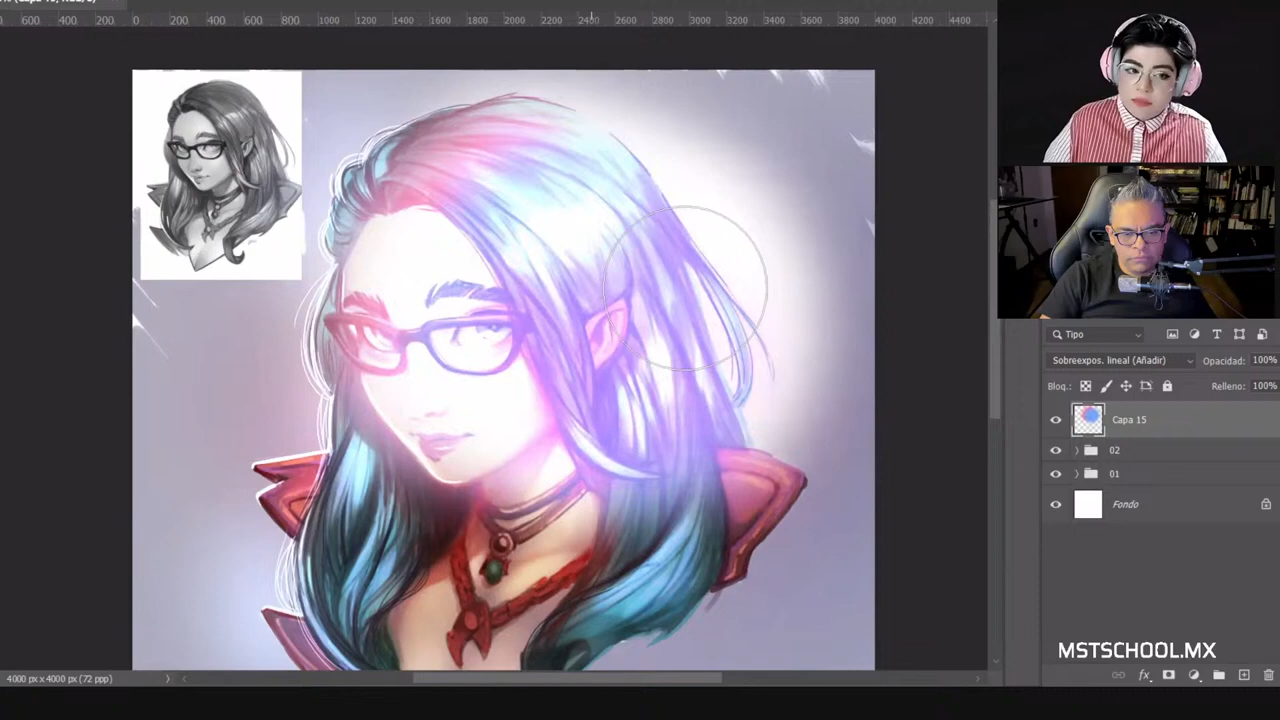 600 400 200 0 200 400 600 800 1000 1200 1400 1600 1800 2000 2200 2400 2600 2800 3000 3200 3400 3600 3800 4000 4200 4400
Tipo
Sobreexpos. lineal (Añadir) Opacidad: 100%
Bloq.: Relleno: 100%
Capa 15
02
01
Fondo
MSTSCHOOL.MX
fx
4000 px x 4000 px (72 ppp)